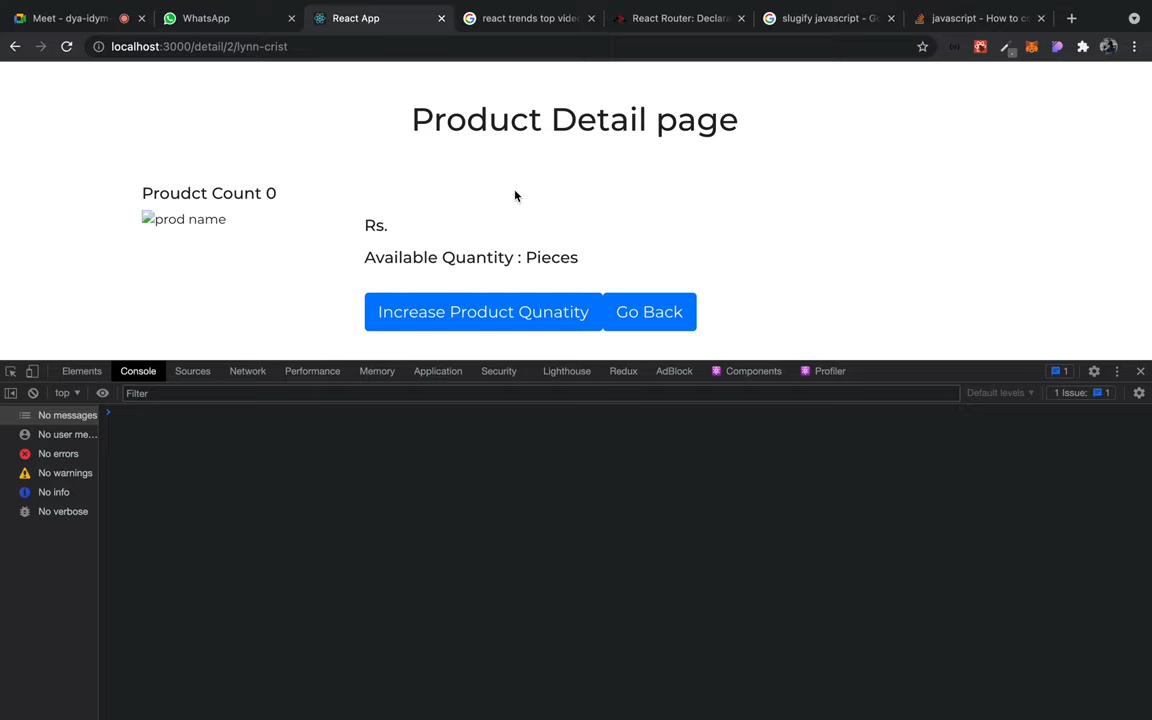 Meet - dya-idym-
WhatsApp
React App
react trends top vide
React Router: Declara
slugify javascript - G
javascript - How to c
localhost:3000/detail/2/lynn-crist
Product Detail page
Proudct Count 0
prod name
Rs.
Available Quantity : Pieces
Increase Product Qunatity
Go Back
Elements
Console
Sources
Network
Performance
Memory
Application
Security
Lighthouse
Redux
AdBlock
Components
Profiler
1
top
Filter
Default levels
1 Issue:
1
No messages
No user me...
No errors
No warnings
No info
No verbose